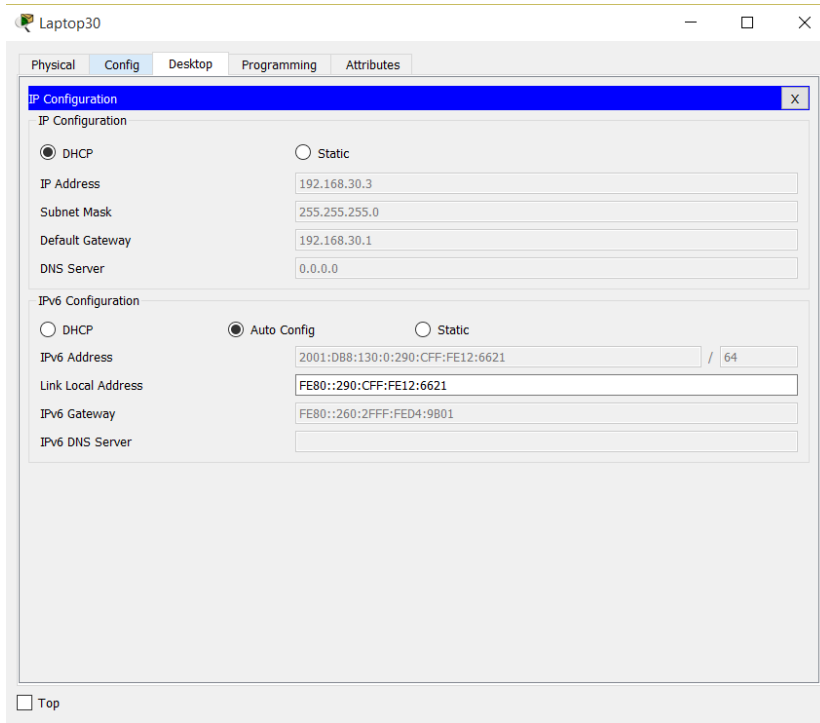 Laptop30
Physical Config Desktop Programming Attributes
IP Configuration X
IP Configuration
DHCP Static
IP Address 192.168.30.3
Subnet Mask 255.255.255.0
Default Gateway 192.168.30.1
DNS Server 0.0.0.0
IPv6 Configuration
DHCP Auto Config Static
IPv6 Address 2001:DB8:130:0:290:CFF:FE12:6621 / 64
Link Local Address FE80::290:CFF:FE12:6621
IPv6 Gateway FE80::260:2FFF:FED4:9B01
IPv6 DNS Server
Top